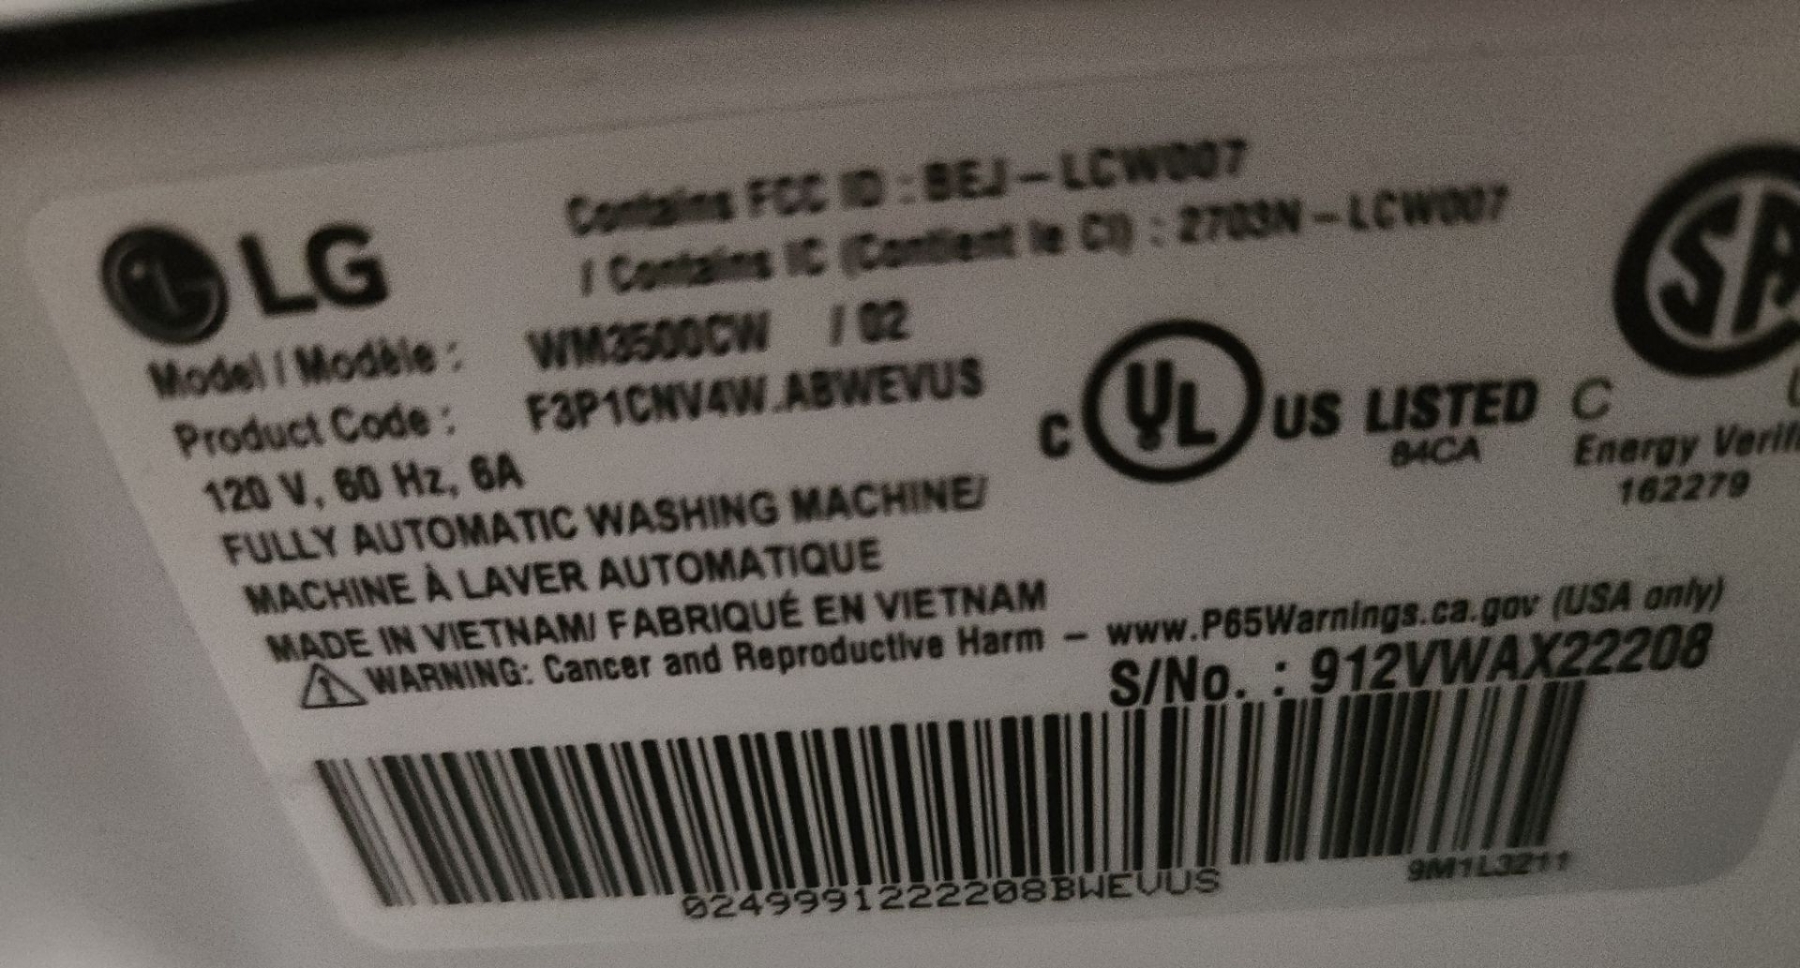 LG
Contains FCC ID : BEJ-LCW007
/ Contains IC (Contient le CI) : 2703N-LCW007
Model / Modèle : WM3500CW / 02
Product Code : F3P1CNV4W.ABWEVUS
120 V, 60 Hz, 6A
FULLY AUTOMATIC WASHING MACHINE/
MACHINE À LAVER AUTOMATIQUE
MADE IN VIETNAM/ FABRIQUÉ EN VIETNAM
C UL US LISTED
84CA
SA
C
Energy Verifi
162279
WARNING: Cancer and Reproductive Harm - www.P65Warnings.ca.gov (USA only)
S/No. : 912VWAX22208
0249991222208BWEVUS
9M1L3211